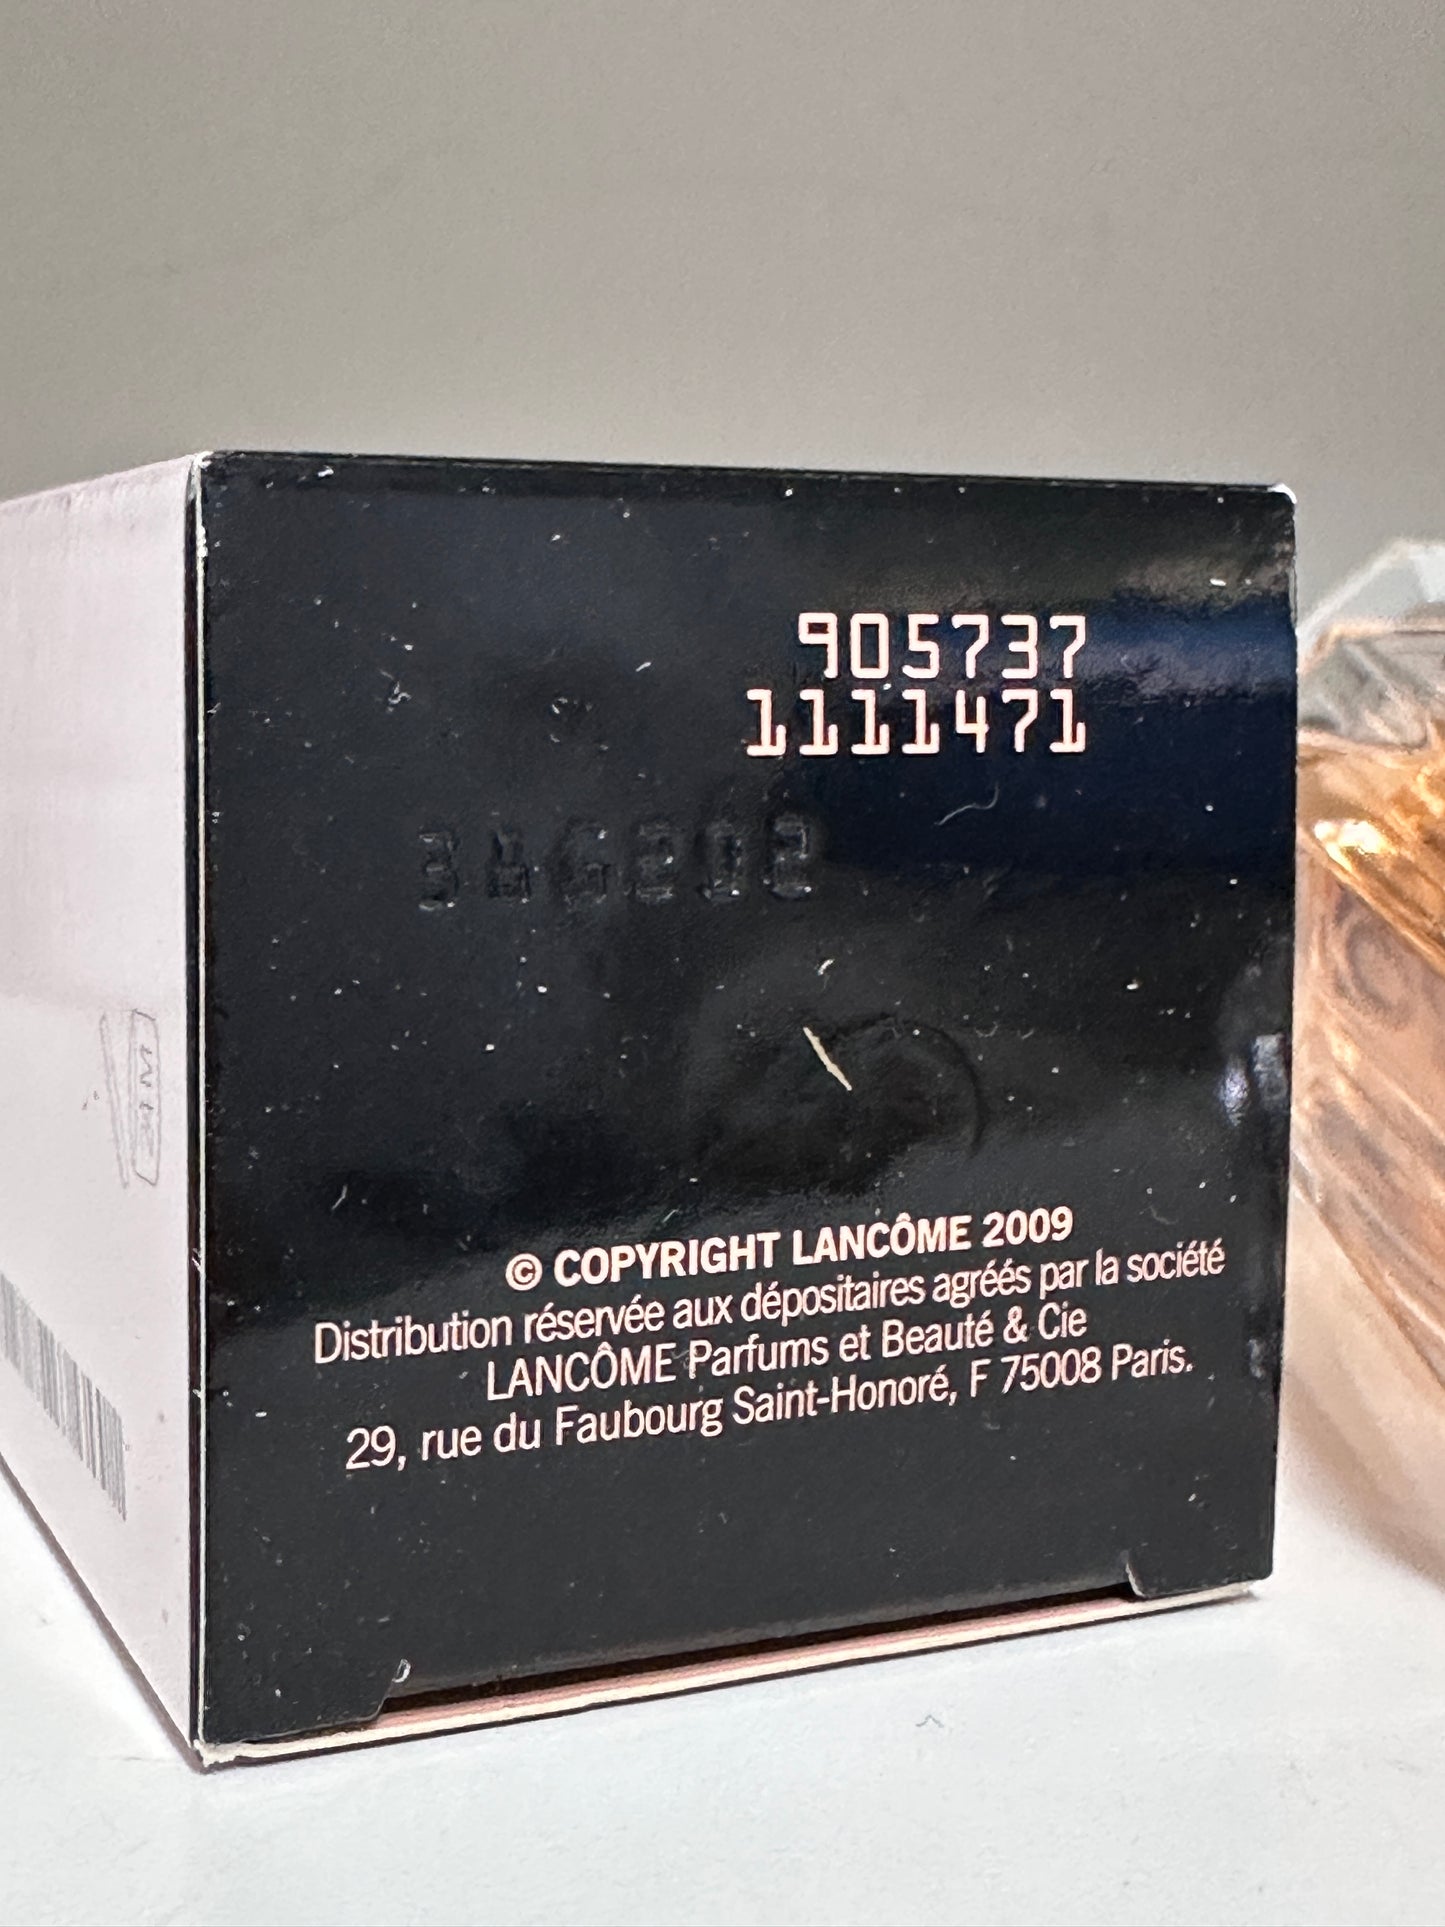 905737
1111471
© COPYRIGHT LANCÔME 2009
Distribution réservée aux dépositaires agréés par la société
LANCÔME Parfums et Beauté & Cie
29, rue du Faubourg Saint-Honoré, F 75008 Paris.